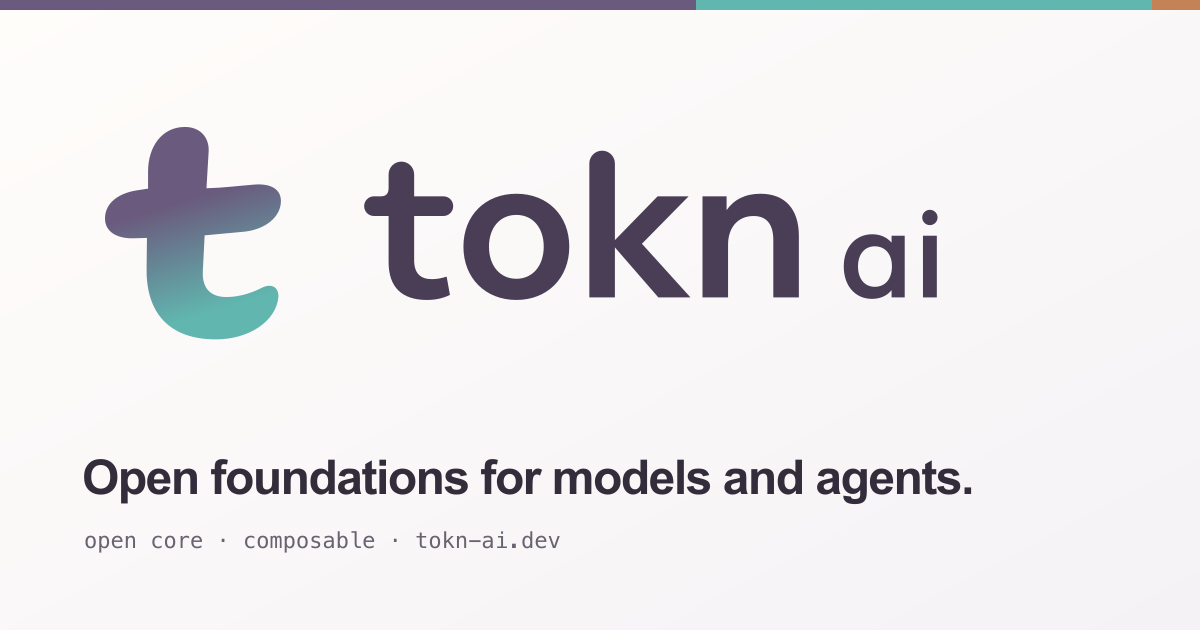 t tokn ai
Open foundations for models and agents.
open core · composable · tokn-ai.dev